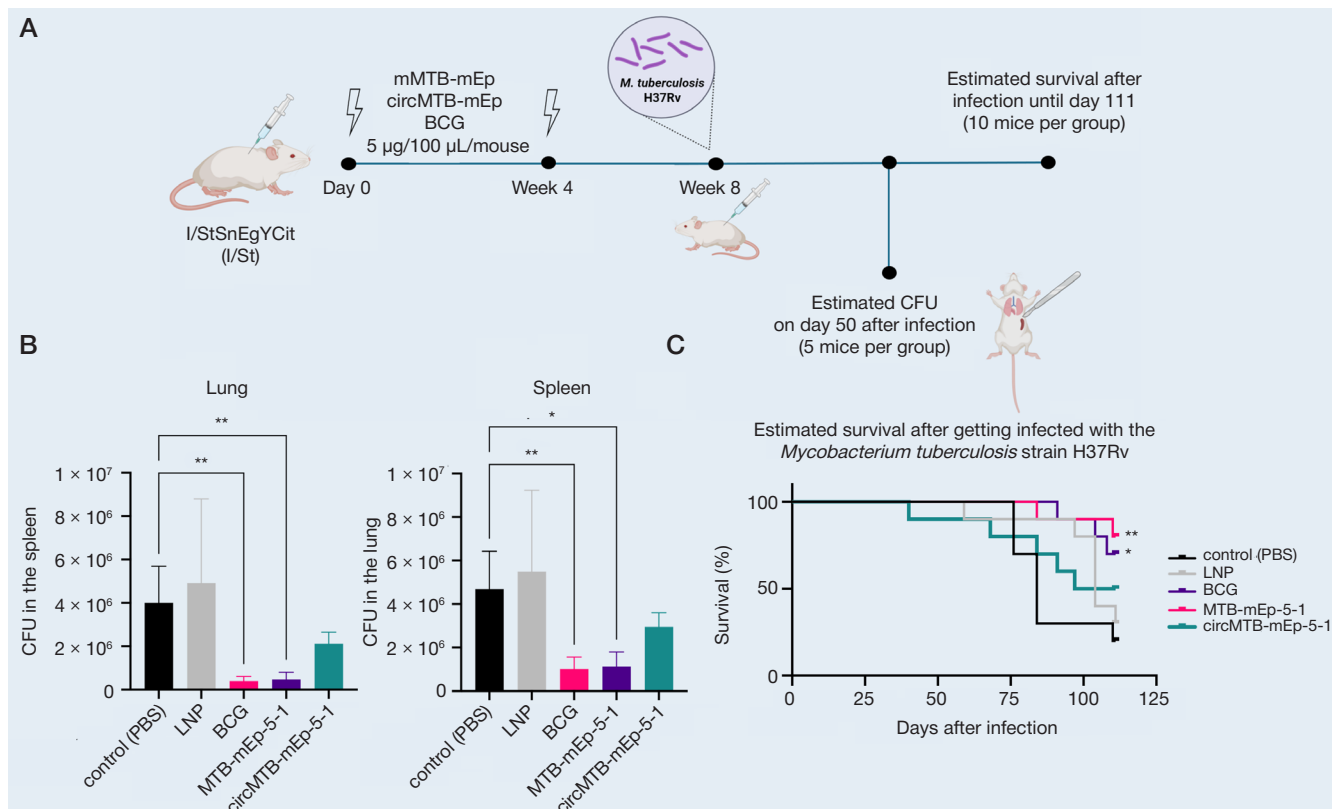 A
mMTB-mEp
circMTB-mEp
BCG
5 µg/100 µL/mouse
M. tuberculosis
H37Rv
Estimated survival after
infection until day 111
(10 mice per group)
Day 0
Week 4
Week 8
I/StSnEgYCit
(I/St)
Estimated CFU
on day 50 after infection
(5 mice per group)
B
Lung
**
**
CFU in the spleen
1 × 10⁷
8 × 10⁶
6 × 10⁶
4 × 10⁶
2 × 10⁶
0
control (PBS)
LNP
BCG
MTB-mEp-5-1
circMTB-mEp-5-1
Spleen
*
**
CFU in the lung
1 × 10⁷
8 × 10⁶
6 × 10⁶
4 × 10⁶
2 × 10⁶
0
control (PBS)
LNP
BCG
MTB-mEp-5-1
circMTB-mEp-5-1
C
Estimated survival after getting infected with the
Mycobacterium tuberculosis strain H37Rv
Survival (%)
100
50
0
0
25
50
75
100
125
Days after infection
**
*
control (PBS)
LNP
BCG
MTB-mEp-5-1
circMTB-mEp-5-1